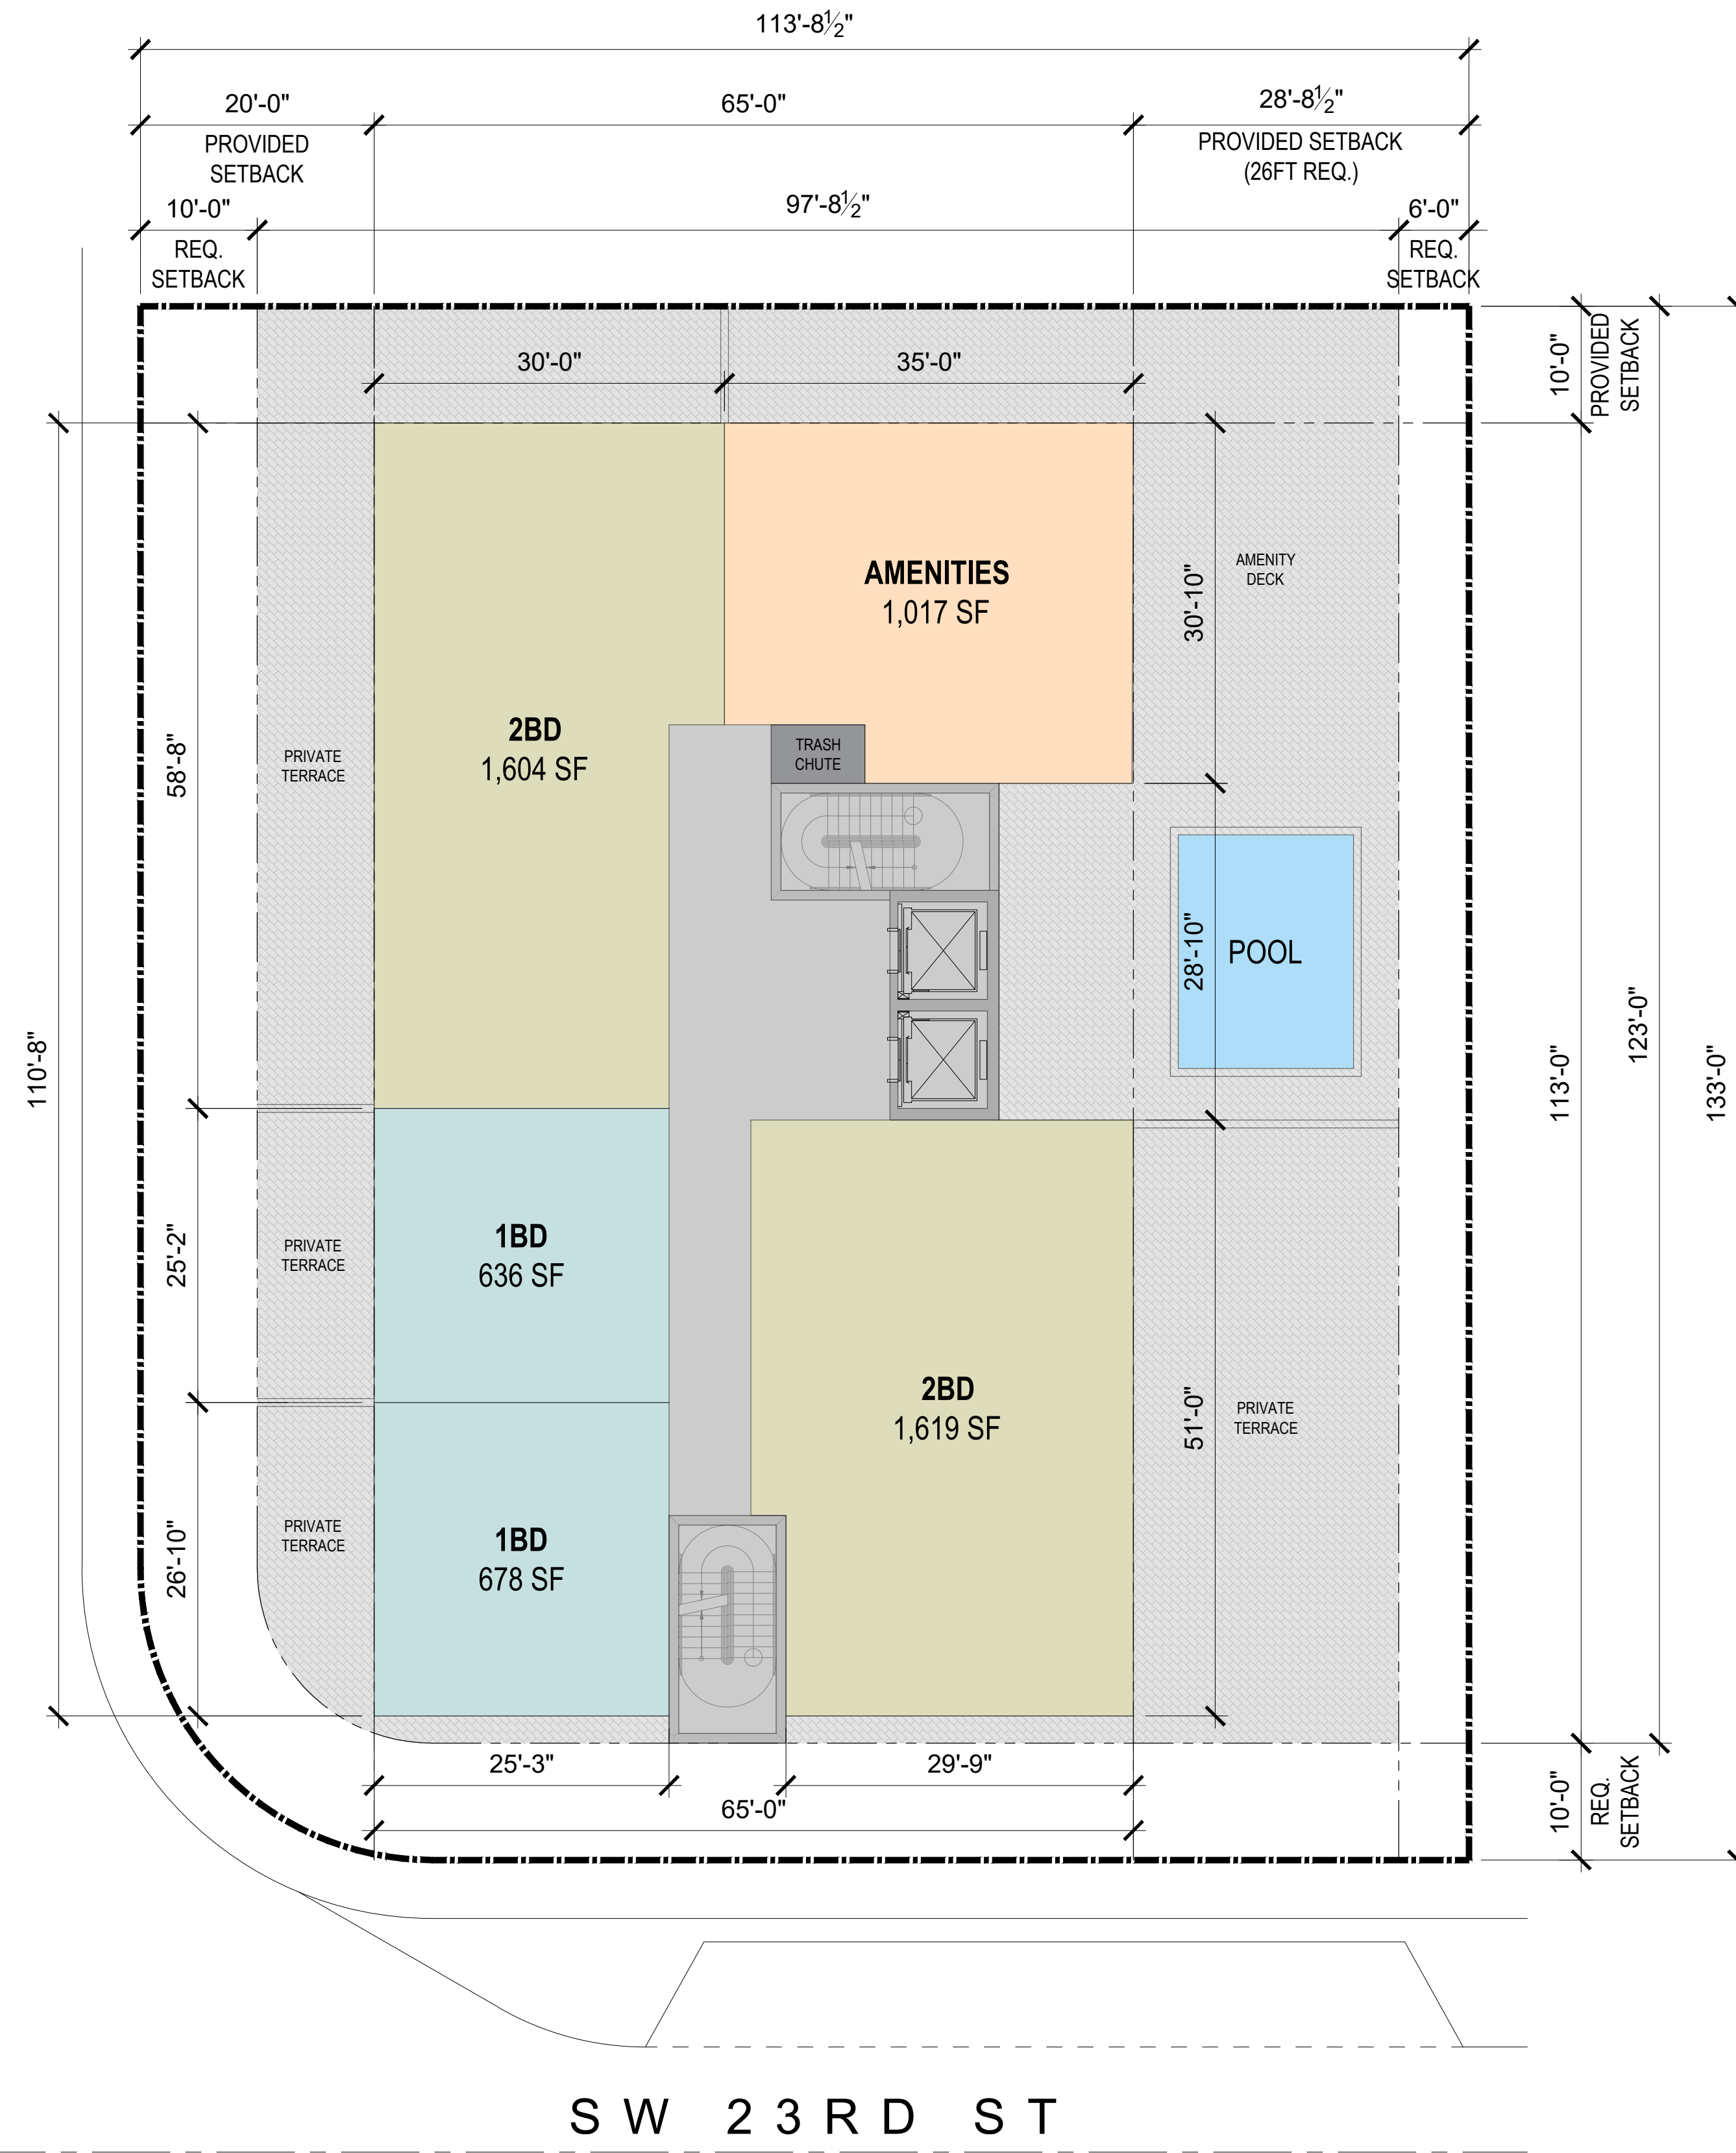 113'-8½"
20'-0"
65'-0"
28'-8½"
PROVIDED
SETBACK
PROVIDED SETBACK
(26FT REQ.)
10'-0"
97'-8½"
6'-0"
REQ.
SETBACK
REQ.
SETBACK
10'-0"
PROVIDED
SETBACK
30'-0"
35'-0"
AMENITIES
1,017 SF
30'-10"
AMENITY
DECK
2BD
1,604 SF
TRASH
CHUTE
58'-8"
PRIVATE
TERRACE
28'-10"
POOL
110'-8"
113'-0"
123'-0"
133'-0"
25'-2"
PRIVATE
TERRACE
1BD
636 SF
2BD
1,619 SF
51'-0"
PRIVATE
TERRACE
26'-10"
PRIVATE
TERRACE
1BD
678 SF
25'-3"
29'-9"
65'-0"
10'-0"
REQ.
SETBACK
SW 23RD ST